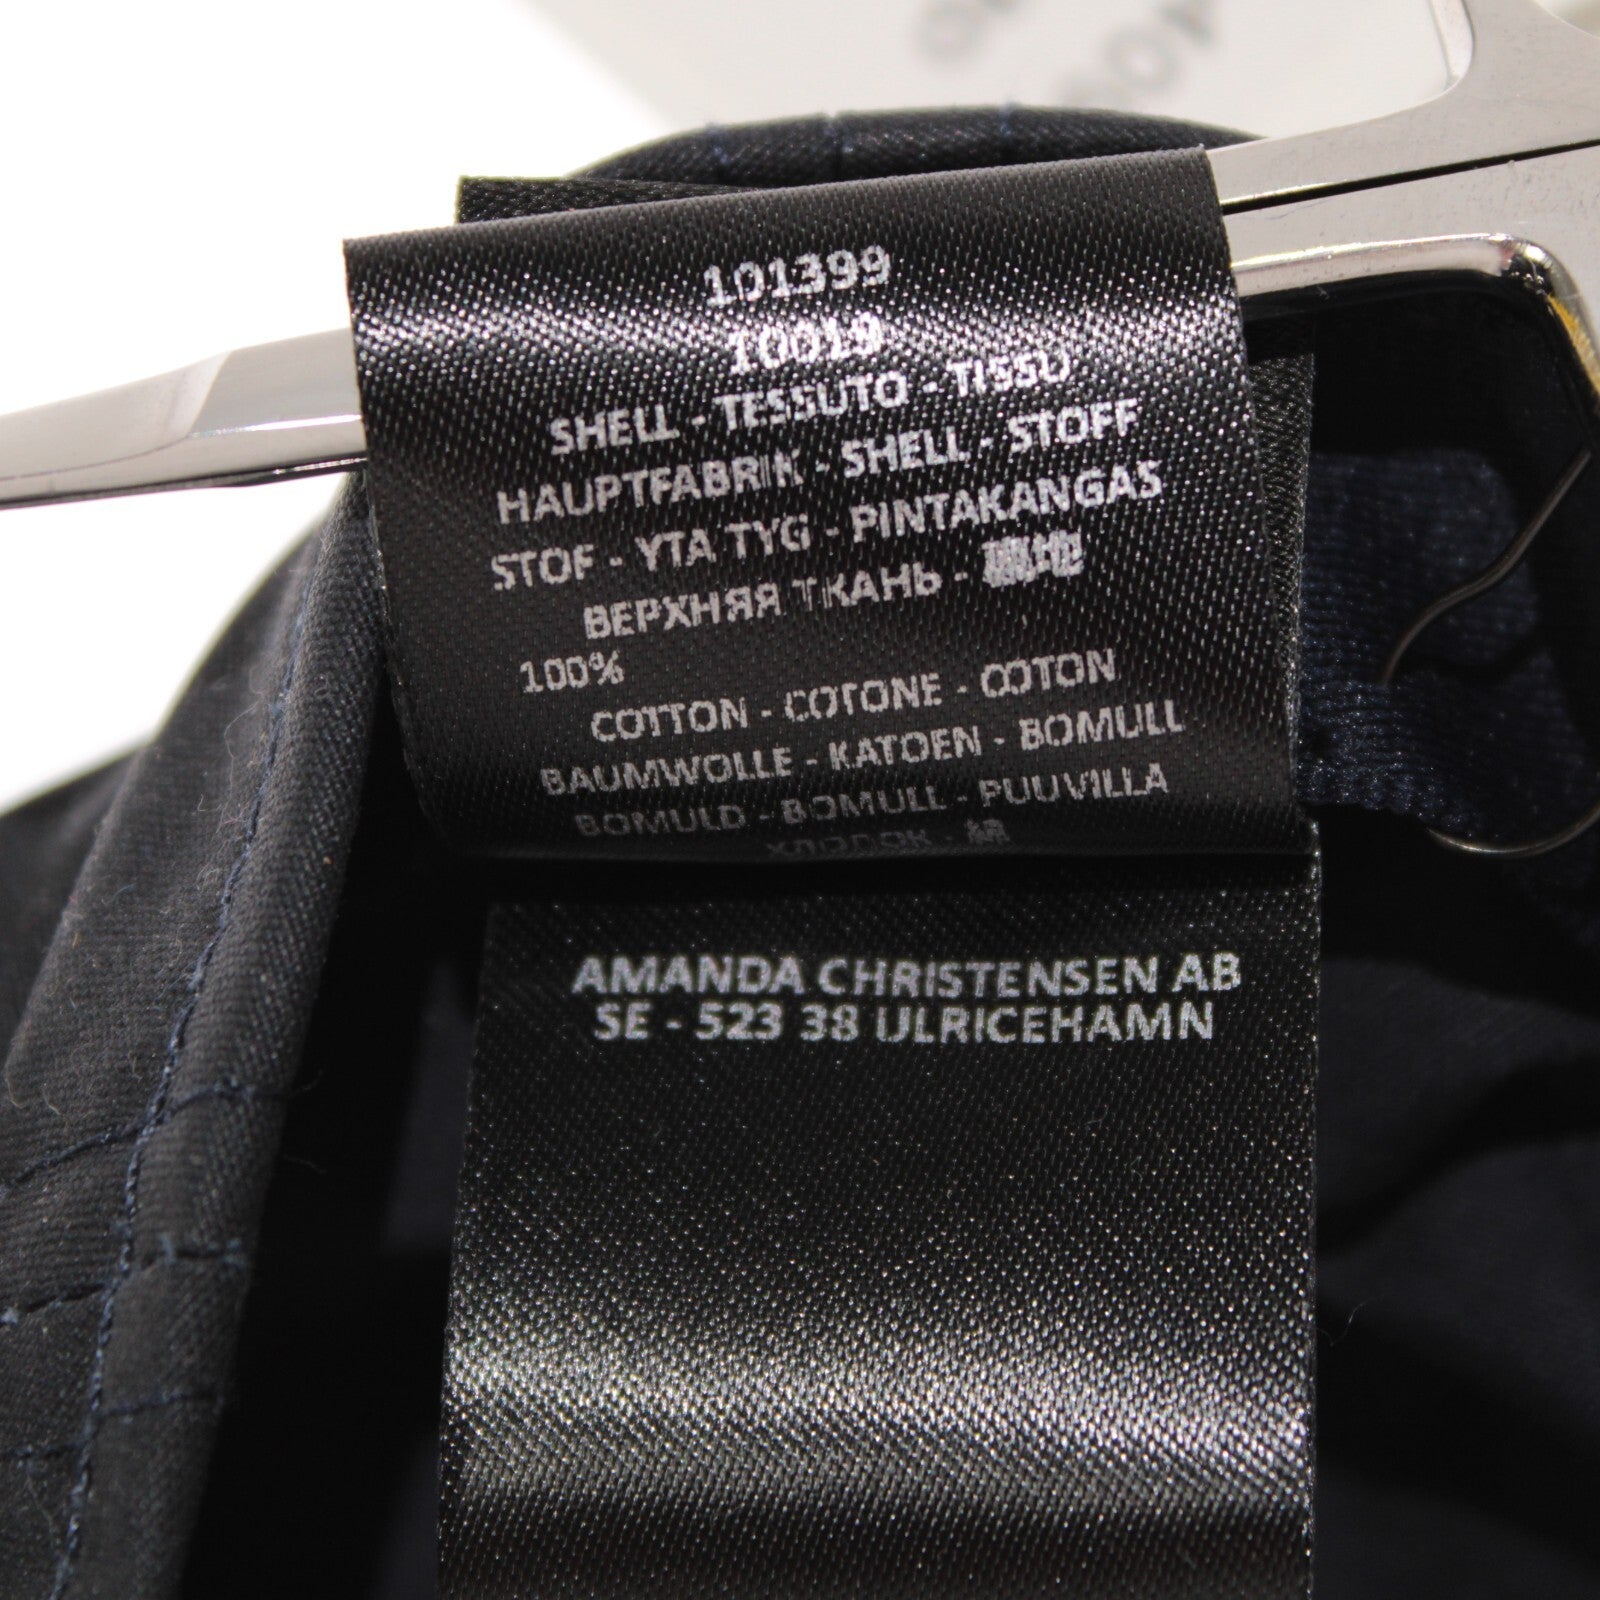 101399
10019
SHELL - TESSUTO - TISSU
HAUPTFABRIK - SHELL - STOFF
STOF - YTA TYG - PINTAKANGAS
ВЕРХНЯЯ ТКАНЬ -
100%
COTTON - COTONE - COTON
BAUMWOLLE - KATOEN - BOMULL
BOMULD - BOMULL - PUUVILLA
ХЛОПОК -
AMANDA CHRISTENSEN AB
SE - 523 38 ULRICEHAMN